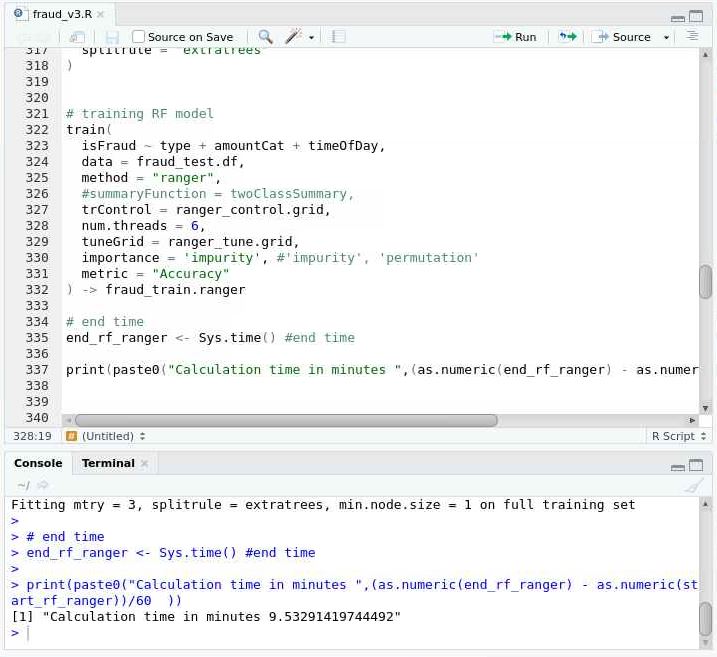 fraud_v3.R
Source on Save
Run
Source
317 splitrule = "extratrees"
318 )
319
320
321 # training RF model
322 train(
323 isFraud ~ type + amountCat + timeOfDay,
324 data = fraud_test.df,
325 method = "ranger",
326 #summaryFunction = twoClassSummary,
327 trControl = ranger_control.grid,
328 num.threads = 6,
329 tuneGrid = ranger_tune.grid,
330 importance = 'impurity', #'impurity', 'permutation'
331 metric = "Accuracy"
332 ) -> fraud_train.ranger
333
334 # end time
335 end_rf_ranger <- Sys.time() #end time
336
337 print(paste0("Calculation time in minutes ",(as.numeric(end_rf_ranger) - as.numer
338
339
340
328:19 # (Untitled) R Script
Console Terminal
~/
Fitting mtry = 3, splitrule = extratrees, min.node.size = 1 on full training set
>
> # end time
> end_rf_ranger <- Sys.time() #end time
>
> print(paste0("Calculation time in minutes ",(as.numeric(end_rf_ranger) - as.numeric(st
art_rf_ranger))/60 ))
[1] "Calculation time in minutes 9.53291419744492"
>